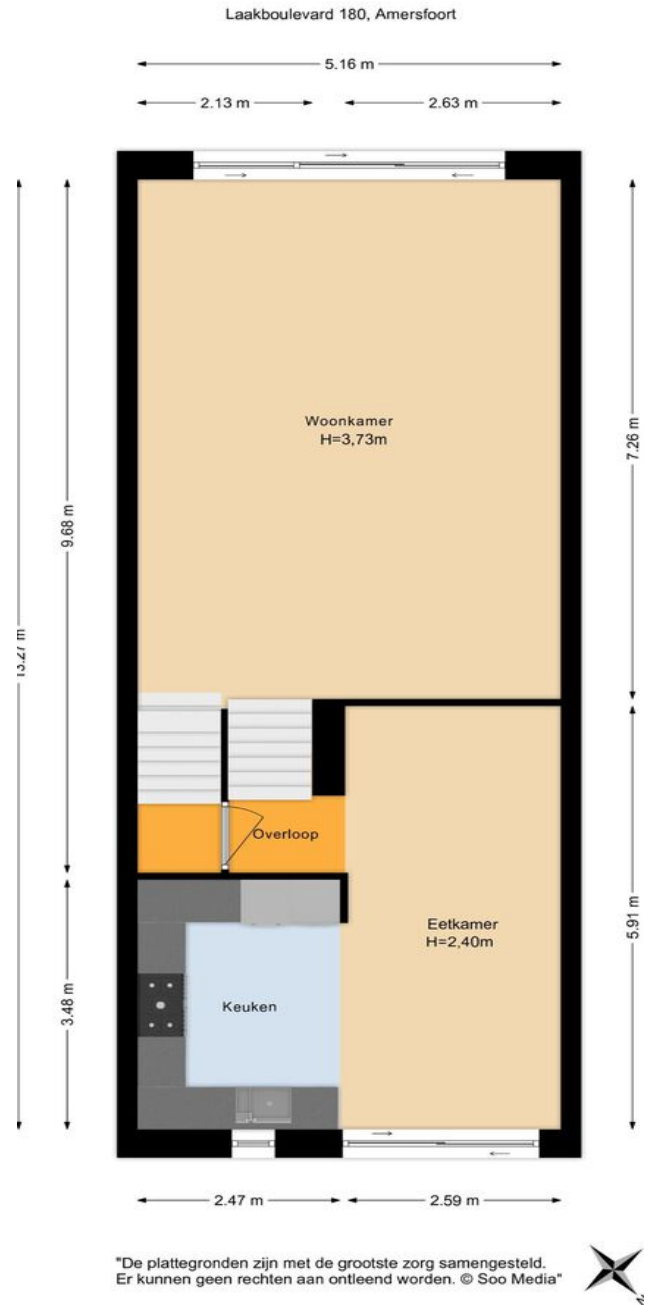 Laakboulevard 180, Amersfoort
5.16 m
2.13 m
2.63 m
Woonkamer
H=3,73m
7.26 m
9.68 m
13.27 m
Overloop
Eetkamer
H=2,40m
5.91 m
Keuken
3.48 m
2.47 m
2.59 m
"De plattegronden zijn met de grootste zorg samengesteld.
Er kunnen geen rechten aan ontleend worden. © Soo Media"